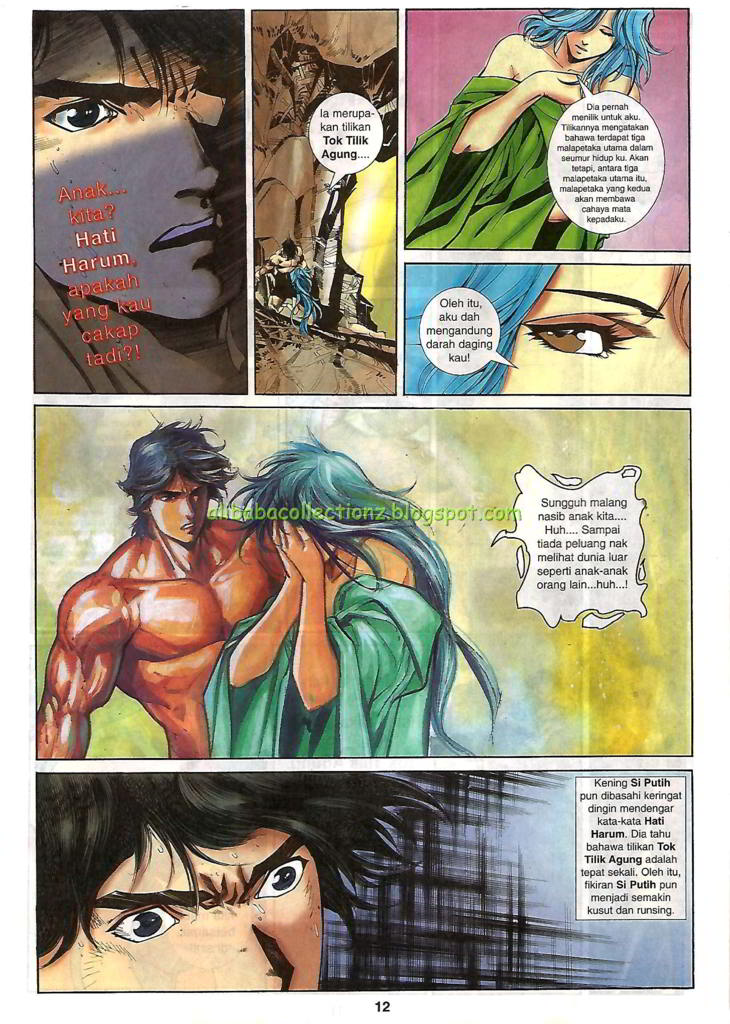 Anak...
kita?
Hati
Harum,
apakah
yang kau
cakap
tadi?!
Ia merupa-
kan tilikan
Tok Tilik
Agung....
Dia pernah
menilik untuk aku.
Tilikannya mengatakan
bahawa terdapat tiga
malapetaka utama dalam
seumur hidup ku. Akan
tetapi, antara tiga
malapetaka utama itu,
malapetaka yang kedua
akan membawa
cahaya mata
kepadaku.
Oleh itu,
aku dah
mengandung
darah daging
kau!
Sungguh malang
nasib anak kita....
Huh.... Sampai
tiada peluang nak
melihat dunia luar
seperti anak-anak
orang lain...huh...!
alibabacollectionz.blogspot.com
Kening Si Putih
pun dibasahi keringat
dingin mendengar
kata-kata Hati
Harum. Dia tahu
bahawa tilikan Tok
Tilik Agung adalah
tepat sekali. Oleh itu,
fikiran Si Putih pun
menjadi semakin
kusut dan runsing.
12